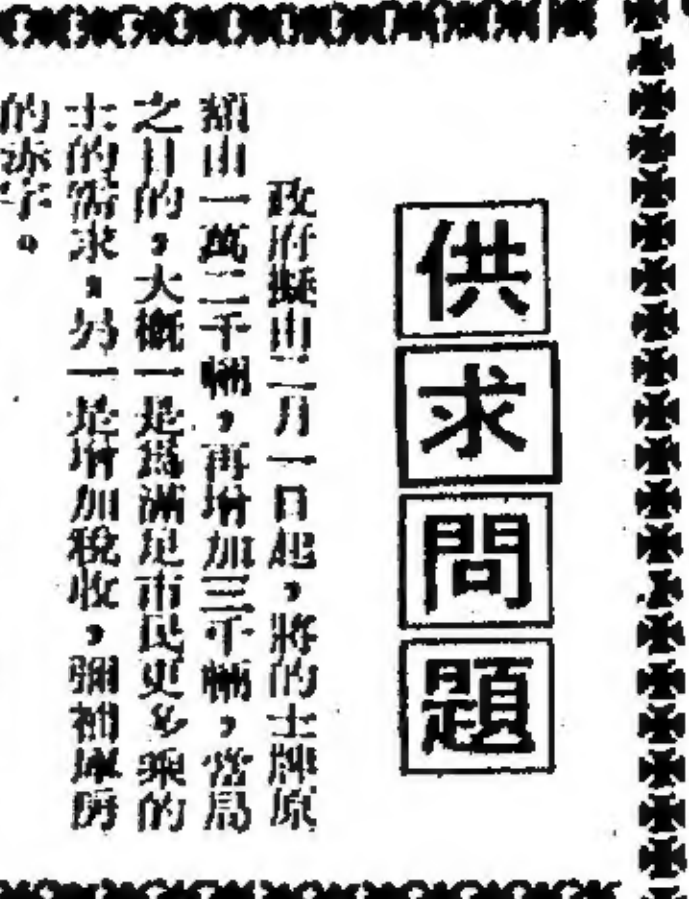 供求問題
政府擬由二月一日起，將的士牌原
額由一萬二千輛，再增加三千輛，當局
之目的，大概一是為滿足市民更多乘的
士的需求，另一是增加稅收，彌補庫房
的赤字。